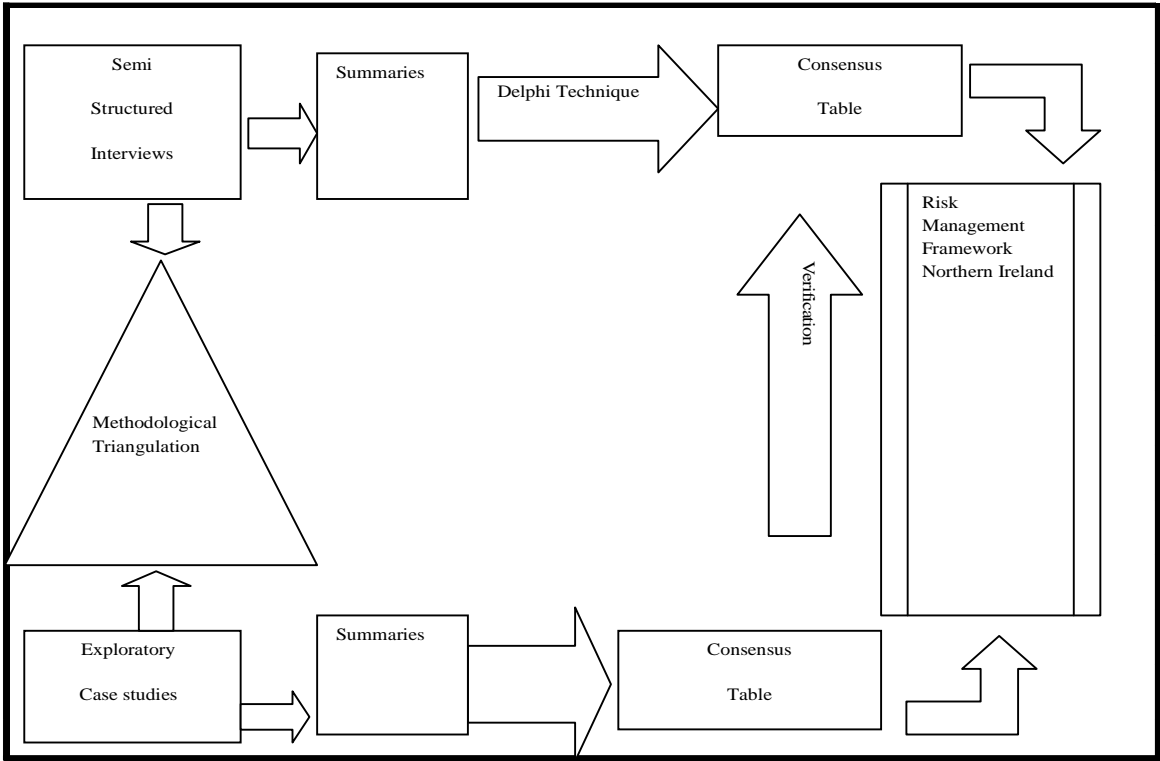 Semi
Structured
Interviews
Summaries
Delphi Technique
Consensus
Table
Risk
Management
Framework
Northern Ireland
Verification
Methodological
Triangulation
Exploratory
Case studies
Summaries
Consensus
Table